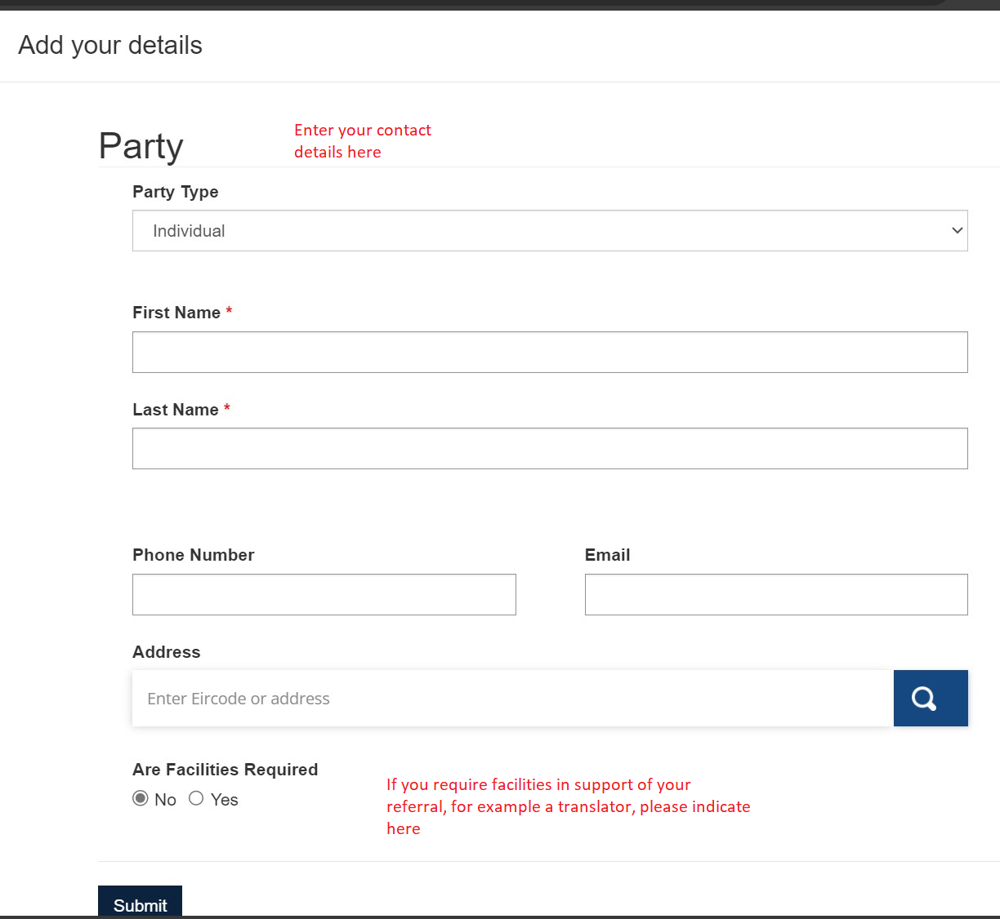 Add your details
Party
Enter your contact
details here
Party Type
Individual
First Name *
Last Name *
Phone Number
Email
Address
Enter Eircode or address
Are Facilities Required
No
Yes
If you require facilities in support of your
referral, for example a translator, please indicate
here
Submit